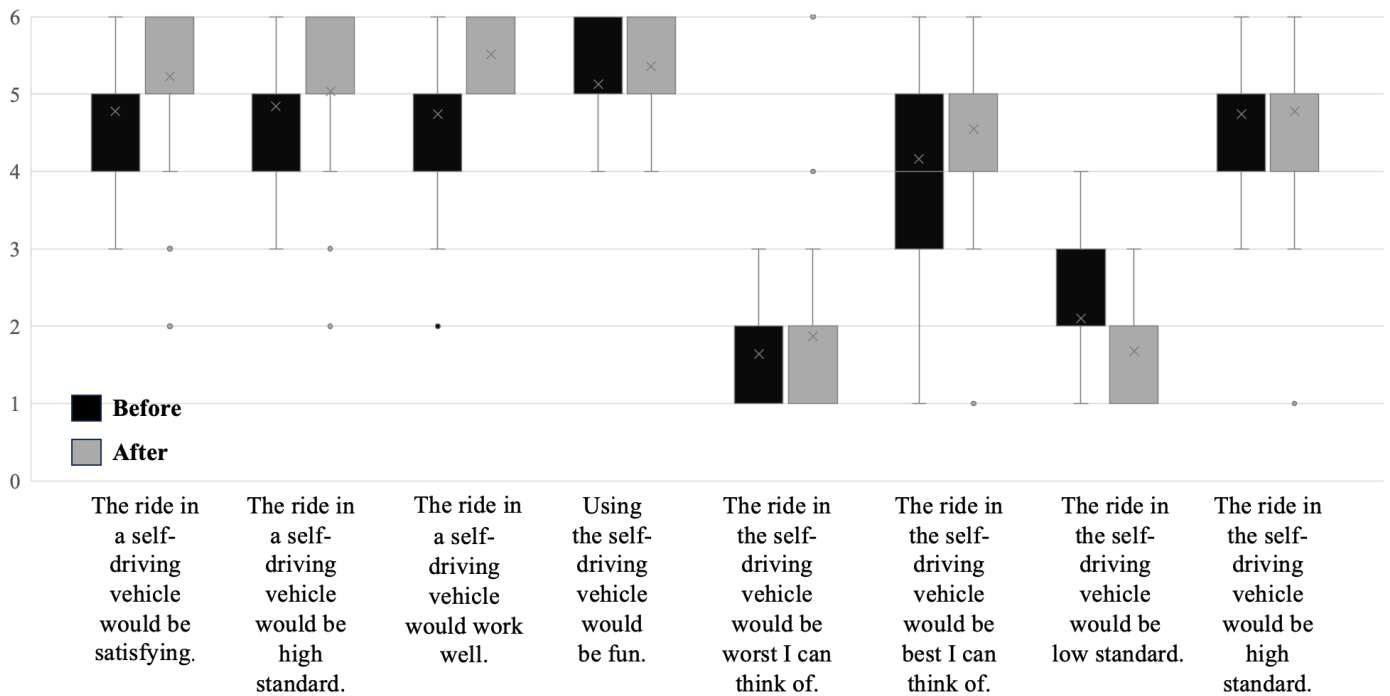 6
5
4
3
2
1
0
Before
After
The ride in
a self-
driving
vehicle
would be
satisfying.
The ride in
a self-
driving
vehicle
would be
high
standard.
The ride in
a self-
driving
vehicle
would work
well.
Using
the self-
driving
vehicle
would
be fun.
The ride in
the self-
driving
vehicle
would be
worst I can
think of.
The ride in
the self-
driving
vehicle
would be
best I can
think of.
The ride in
the self-
driving
vehicle
would be
low standard.
The ride in
the self-
driving
vehicle
would be
high
standard.